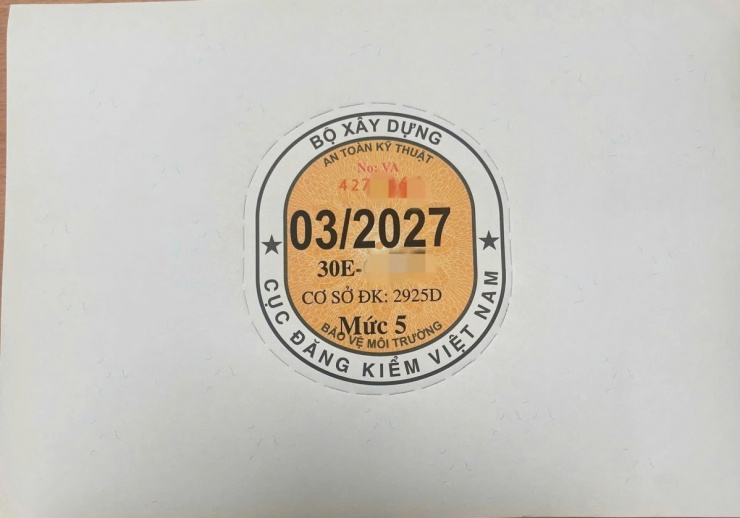 BỘ XÂY DỰNG
AN TOÀN KỸ THUẬT
No: VA
427
03/2027
30E-
CƠ SỞ ĐK: 2925D
Mức 5
BẢO VỆ MÔI TRƯỜNG
CỤC ĐĂNG KIỂM VIỆT NAM